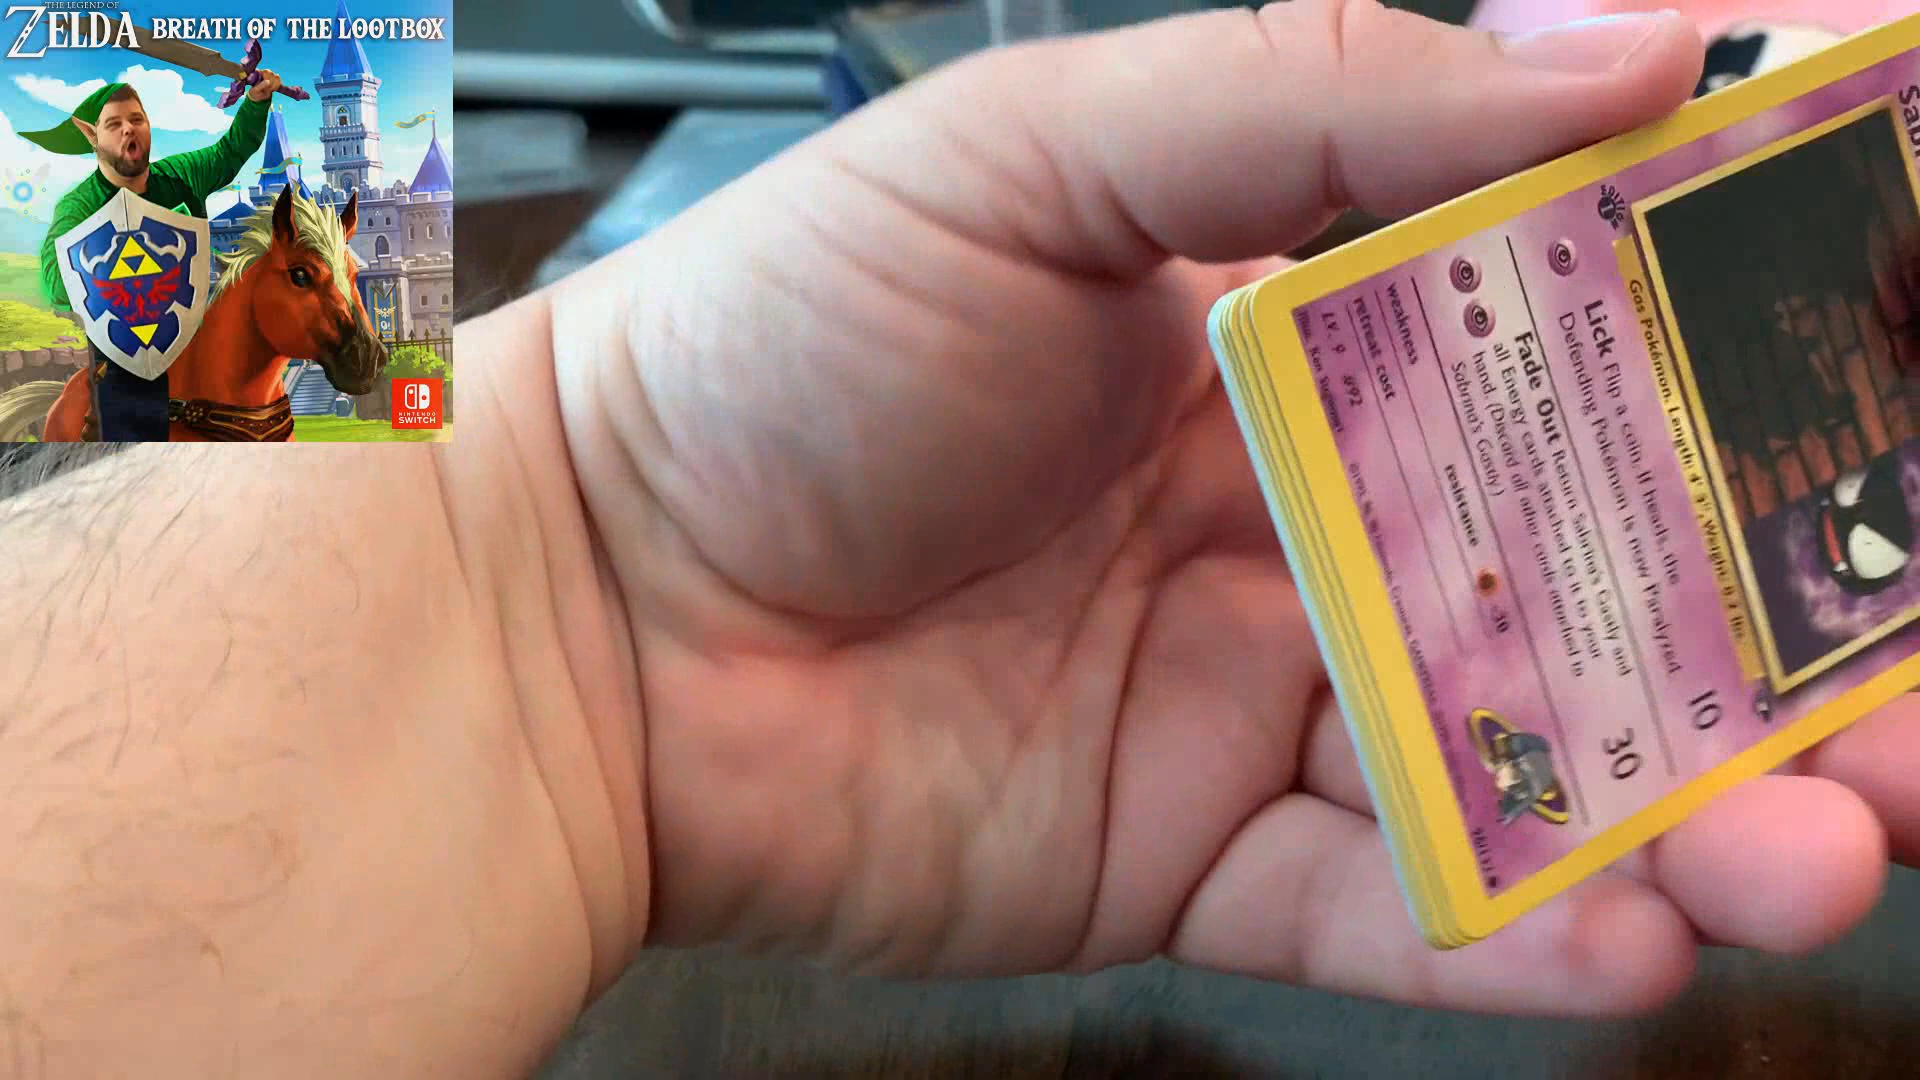 THE LEGEND OF
ZELDA BREATH OF THE LOOTBOX
NINTENDO
SWITCH
Gas Pokémon. Length: 4' 3", Weight: 0.2 lbs.
Lick Flip a coin. If heads, the
Defending Pokémon is now Paralyzed
10
Fade Out Return Sabrina's Gastly and
all Energy cards attached to it to your
hand. (Discard all other cards attached to
Sabrina's Gastly)
30
weakness
resistance
-30
retreat cost
LV. 9 #92
Illus. Ken Sugimori